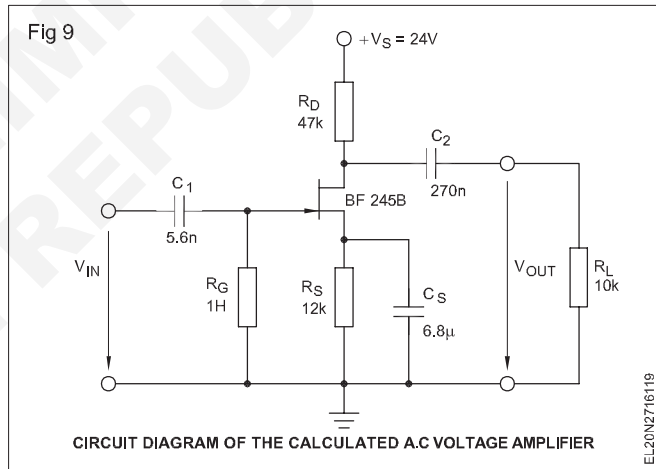 Fig 9
+VS = 24V
RD
47k
C2
270n
C1
5.6n
BF 245B
VIN
RG
1H
RS
12k
CS
6.8μ
VOUT
RL
10k
CIRCUIT DIAGRAM OF THE CALCULATED A.C VOLTAGE AMPLIFIER
EL20N2716119